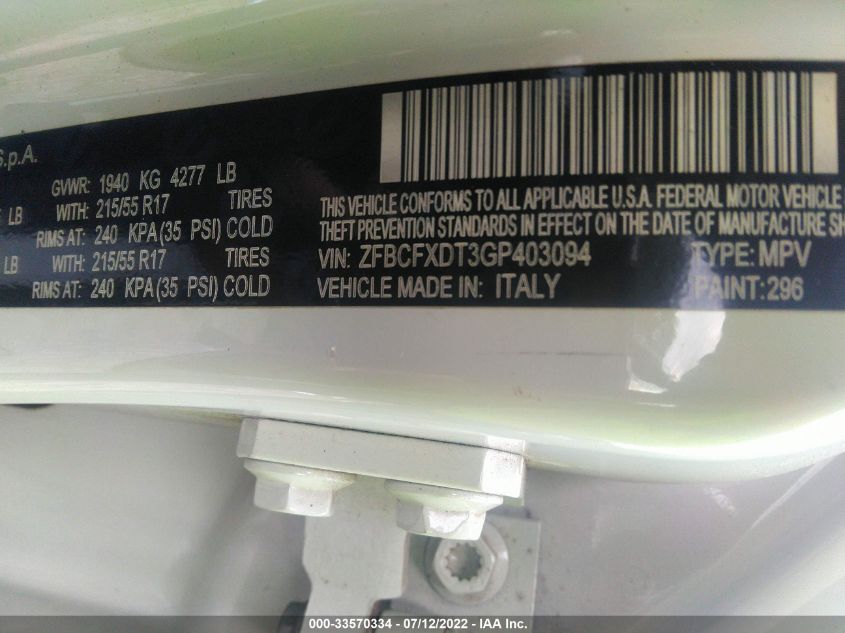 S.p.A.
GVWR: 1940 KG 4277 LB
LB WITH: 215/55 R17 TIRES
RIMS AT: 240 KPA (35 PSI) COLD
LB WITH: 215/55 R17 TIRES
RIMS AT: 240 KPA (35 PSI) COLD
THIS VEHICLE CONFORMS TO ALL APPLICABLE U.S.A. FEDERAL MOTOR VEHICLE
THEFT PREVENTION STANDARDS IN EFFECT ON THE DATE OF MANUFACTURE SH
VIN: ZFBCFXDT3GP403094 TYPE: MPV
VEHICLE MADE IN: ITALY PAINT: 296
000-33570334 - 07/12/2022 - IAA Inc.